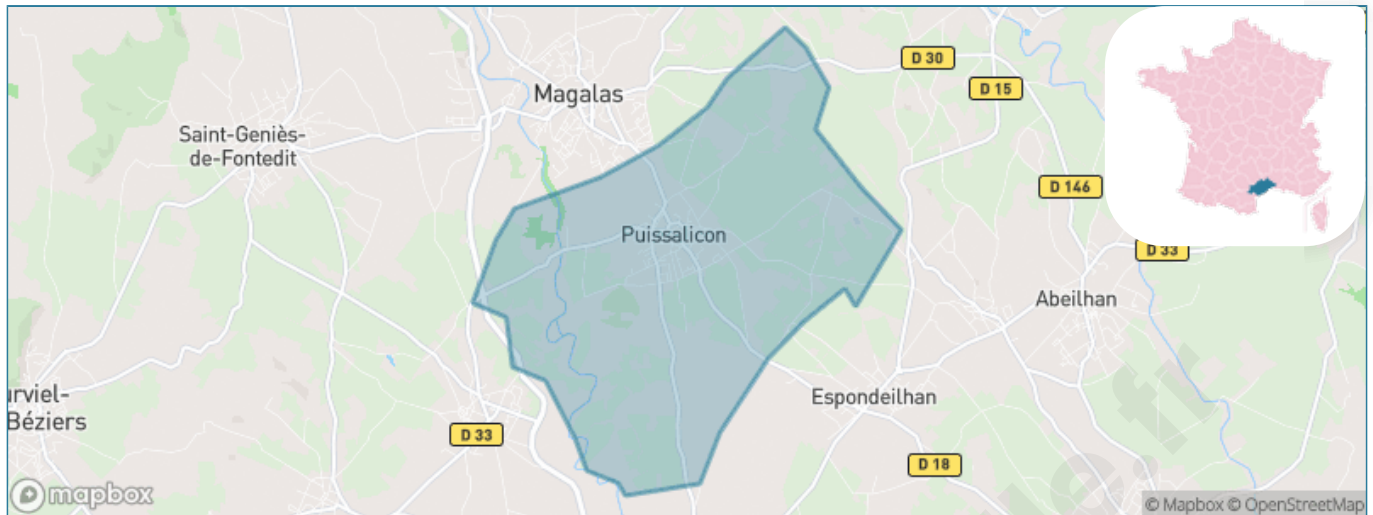 D 30
D 15
Magalas
Saint-Geniès-
de-Fontedit
D 146
Puissalicon
D 33
Abeilhan
urviel-
Béziers
Espondeilhan
D 33
D 18
mapbox
© Mapbox © OpenStreetMap